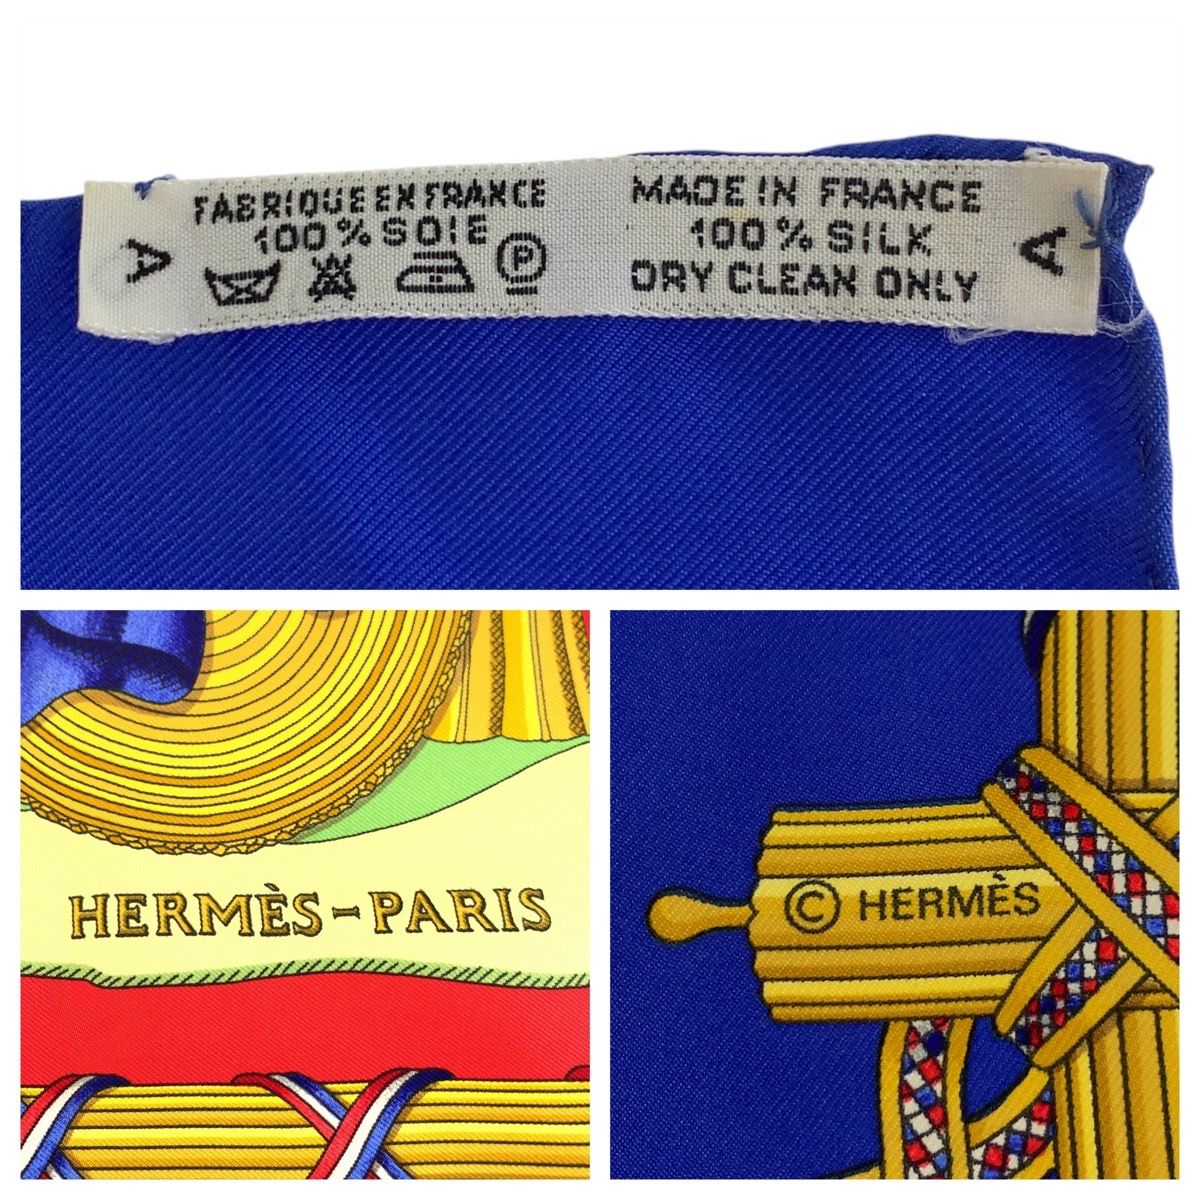 FABRIQUE EN FRANCE
100% SOIE
A
P
MADE IN FRANCE
100% SILK
DRY CLEAN ONLY
A
HERMÈS-PARIS
© HERMÈS